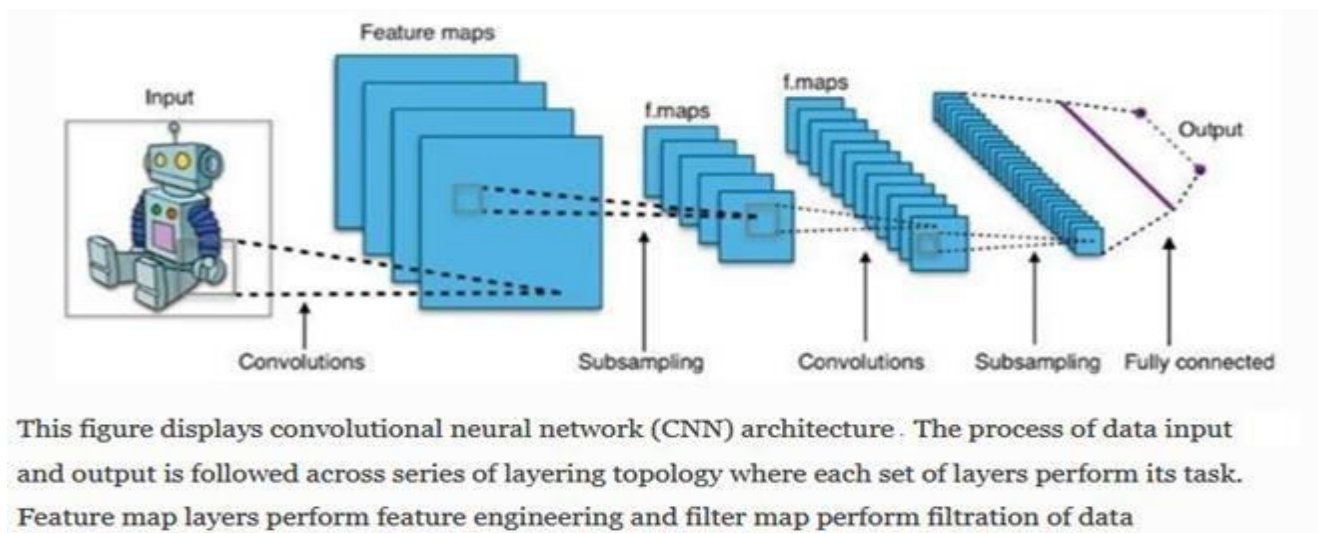 Feature maps
Input
f.maps
f.maps
Output
Convolutions
Subsampling
Convolutions
Subsampling
Fully connected
This figure displays convolutional neural network (CNN) architecture . The process of data input
and output is followed across series of layering topology where each set of layers perform its task.
Feature map layers perform feature engineering and filter map perform filtration of data